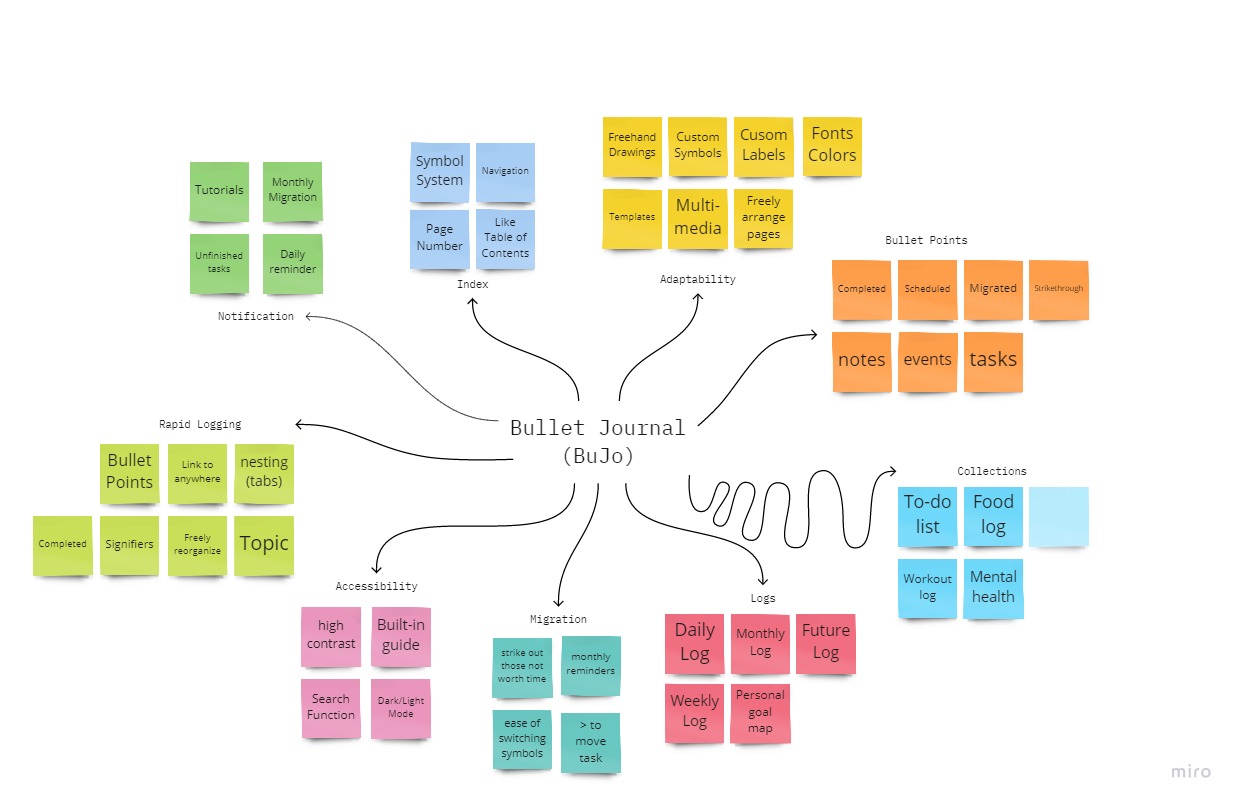 Tutorials
Monthly
Migration
Unfinished
tasks
Daily
reminder
Notification
Symbol
System
Navigation
Page
Number
Like
Table of
Contents
Index
Freehand
Drawings
Custom
Symbols
Cusom
Labels
Fonts
Colors
Templates
Multi-
media
Freely
arrange
pages
Adaptability
Bullet Points
Completed
Scheduled
Migrated
Strikethrough
notes
events
tasks
Bullet Journal
(BuJo)
Rapid Logging
Bullet
Points
Link to
anywhere
nesting
(tabs)
Completed
Signifiers
Freely
reorganize
Topic
Collections
To-do
list
Food
log
Workout
log
Mental
health
Accessibility
high
contrast
Built-in
guide
Search
Function
Dark/Light
Mode
Migration
strike out
those not
worth time
monthly
reminders
ease of
switching
symbols
> to
move
task
Logs
Daily
Log
Monthly
Log
Future
Log
Weekly
Log
Personal
goal
map
miro